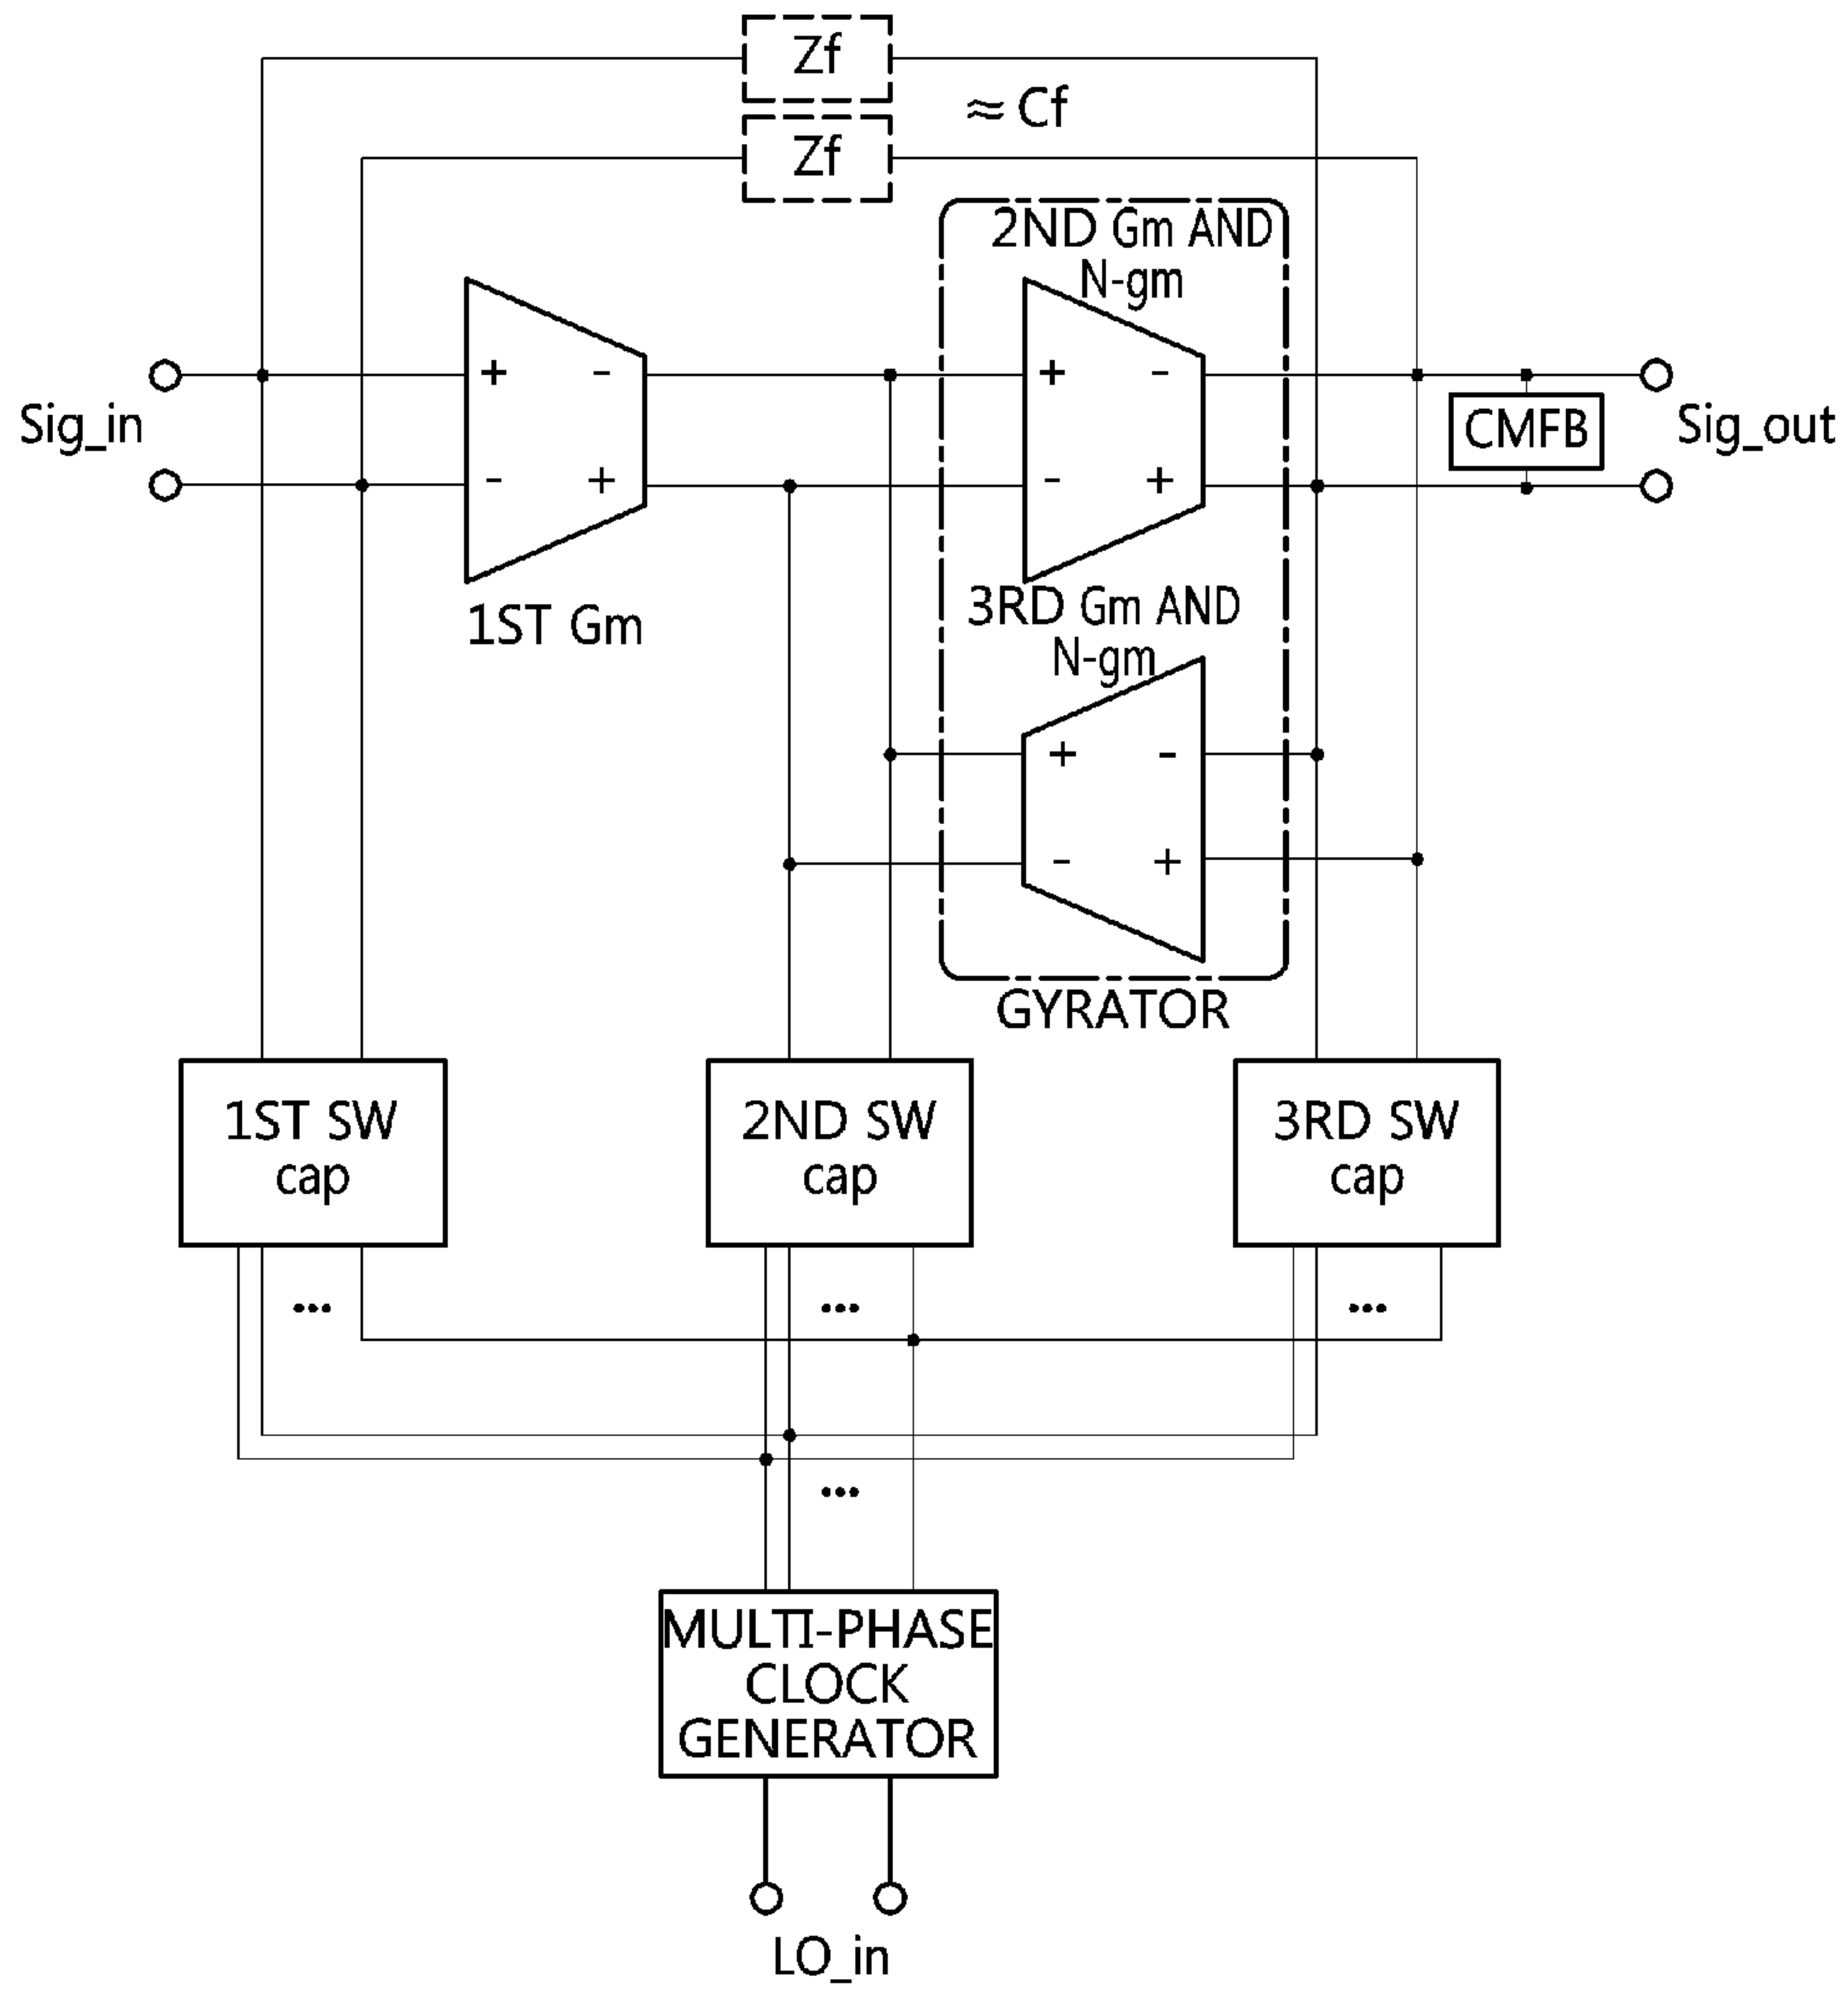 Zf
≈ Cf
Zf
2ND Gm AND
N-gm
+ -
+ -
Sig_in
CMFB
Sig_out
- +
- +
1ST Gm
3RD Gm AND
N-gm
+ -
- +
GYRATOR
1ST SW
cap
2ND SW
cap
3RD SW
cap
...
...
...
...
MULTI-PHASE
CLOCK
GENERATOR
LO_in